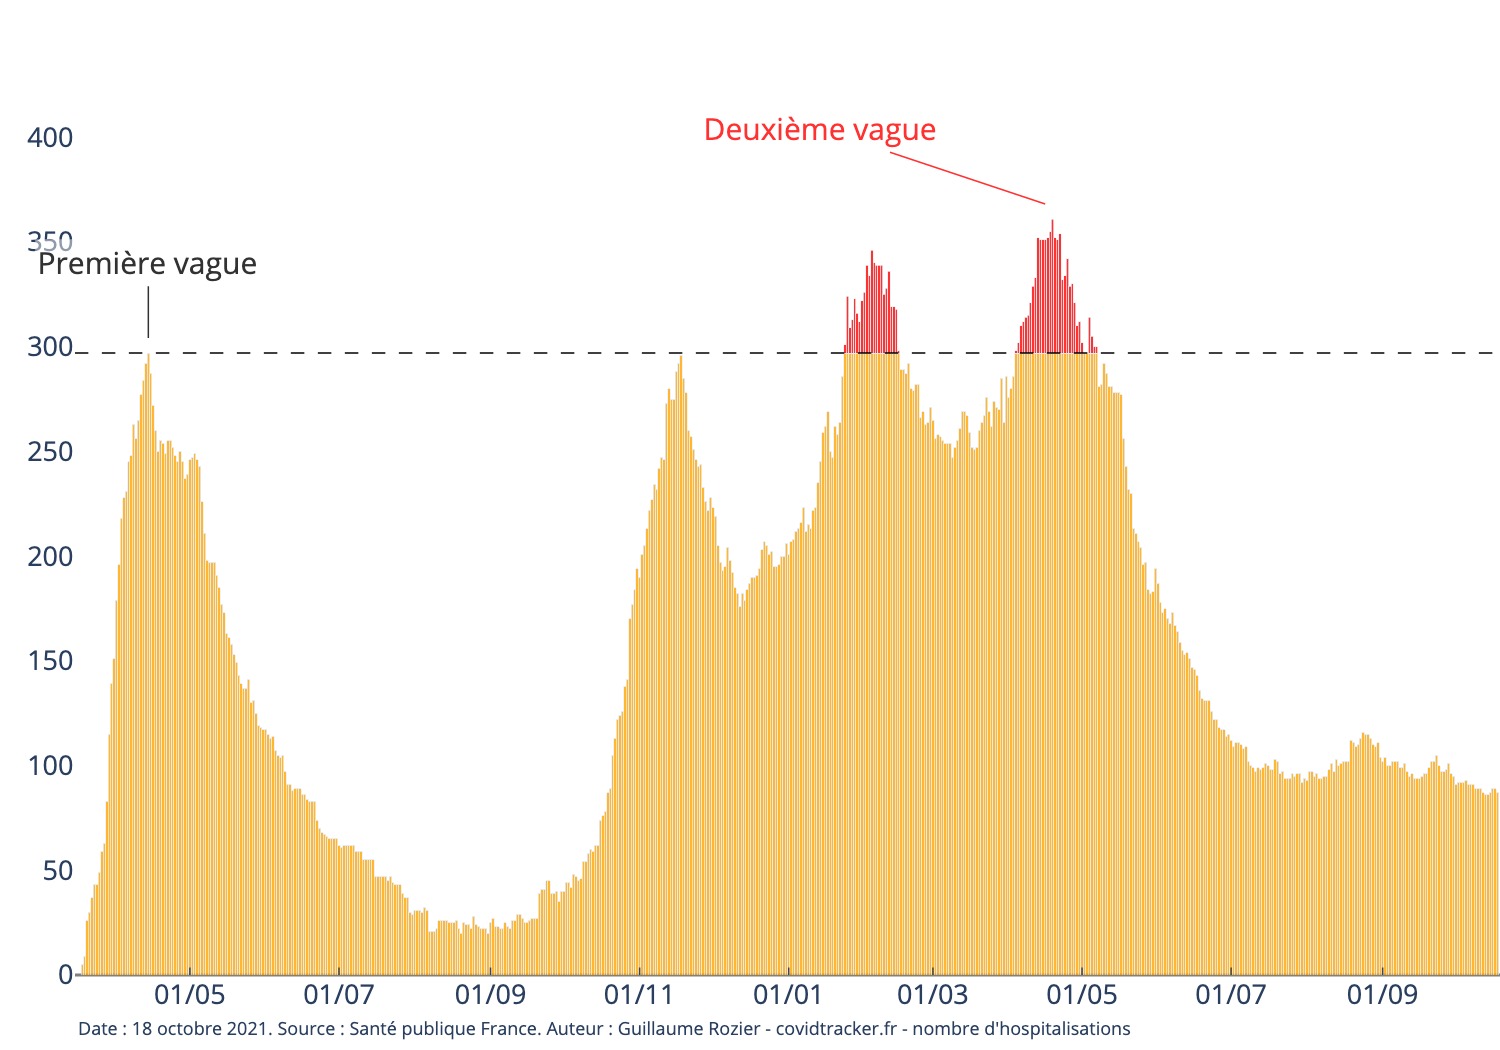 400
Deuxième vague
350
Première vague
300
250
200
150
100
50
0
01/05 01/07 01/09 01/11 01/01 01/03 01/05 01/07 01/09
Date : 18 octobre 2021. Source : Santé publique France. Auteur : Guillaume Rozier - covidtracker.fr - nombre d'hospitalisations